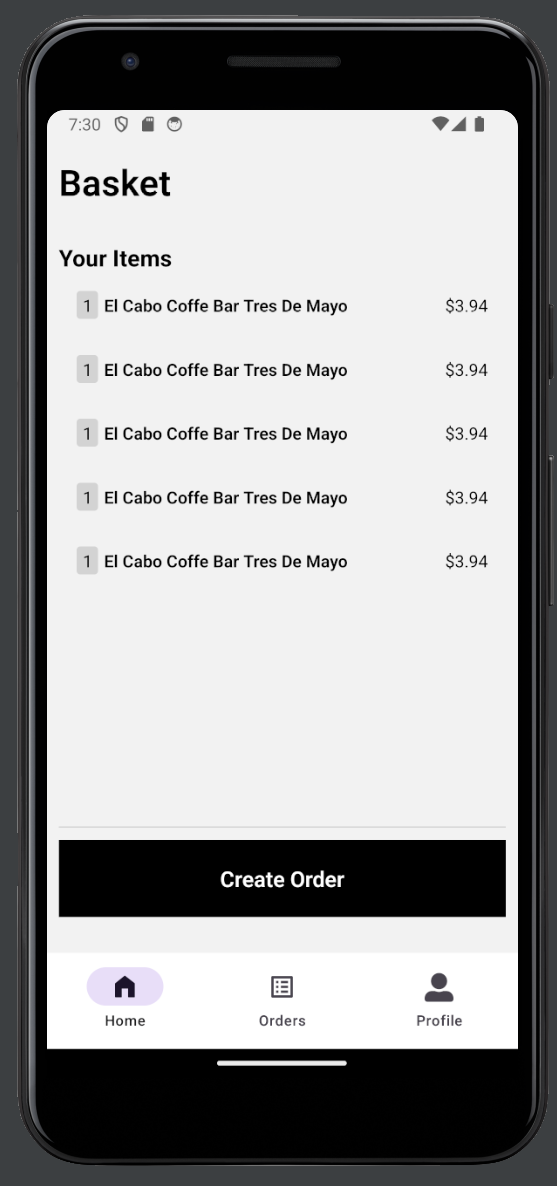 7:30
Basket
Your Items
1 El Cabo Coffe Bar Tres De Mayo $3.94
1 El Cabo Coffe Bar Tres De Mayo $3.94
1 El Cabo Coffe Bar Tres De Mayo $3.94
1 El Cabo Coffe Bar Tres De Mayo $3.94
1 El Cabo Coffe Bar Tres De Mayo $3.94
Create Order
Home Orders Profile